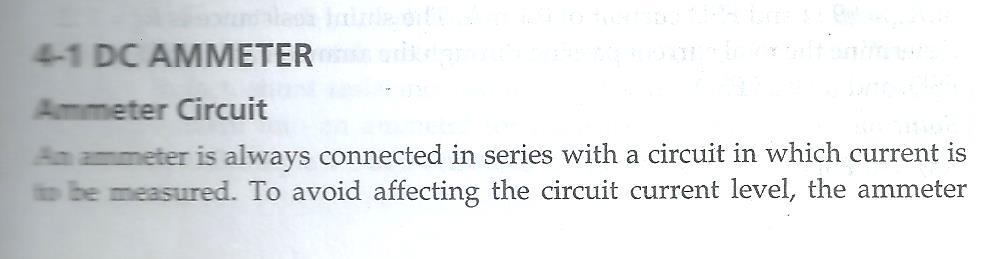 4-1 DC AMMETER
Ammeter Circuit
An ammeter is always connected in series with a circuit in which current is
to be measured. To avoid affecting the circuit current level, the ammeter